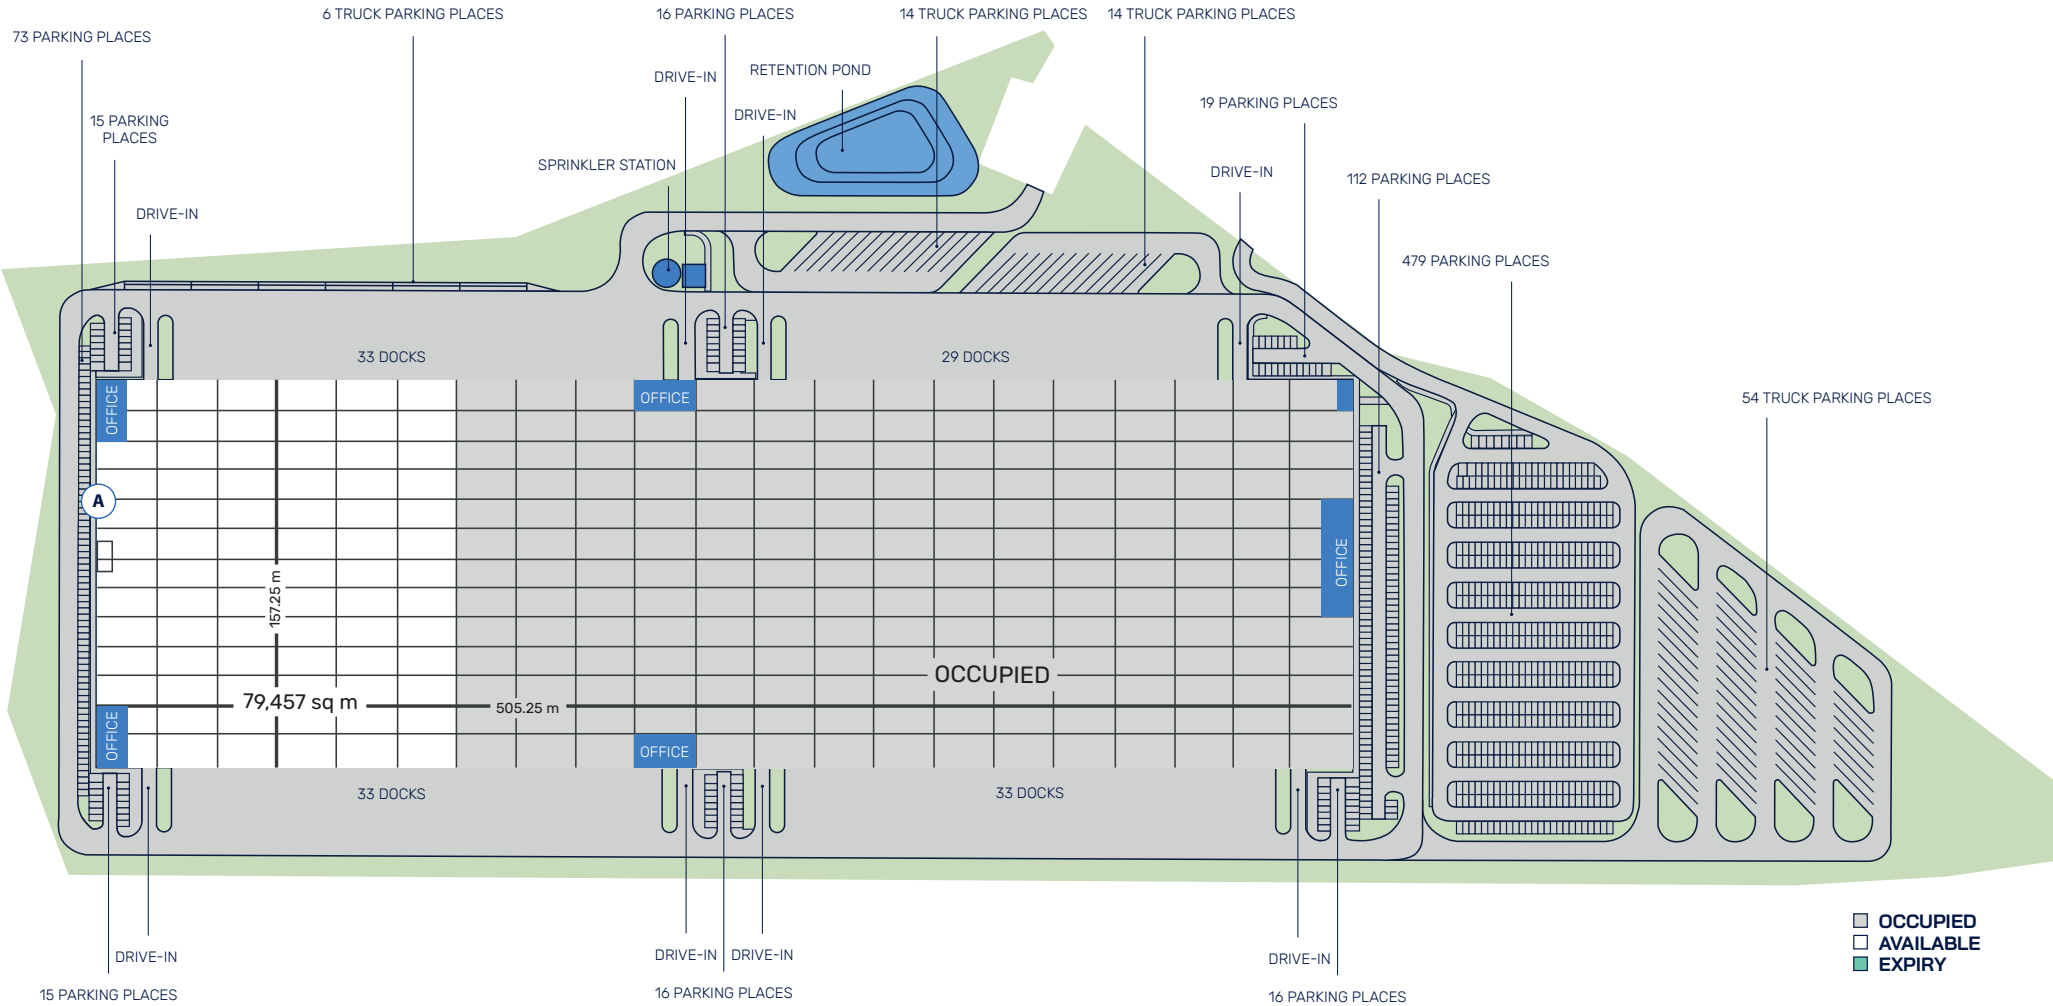 6 TRUCK PARKING PLACES
16 PARKING PLACES
14 TRUCK PARKING PLACES
14 TRUCK PARKING PLACES
73 PARKING PLACES
DRIVE-IN
RETENTION POND
15 PARKING
PLACES
DRIVE-IN
19 PARKING PLACES
SPRINKLER STATION
DRIVE-IN
112 PARKING PLACES
DRIVE-IN
479 PARKING PLACES
33 DOCKS
29 DOCKS
OFFICE
OFFICE
54 TRUCK PARKING PLACES
A
OFFICE
157.25 m
OCCUPIED
79,457 sq m
505.25 m
OFFICE
OFFICE
33 DOCKS
33 DOCKS
DRIVE-IN
DRIVE-IN
DRIVE-IN
DRIVE-IN
15 PARKING PLACES
16 PARKING PLACES
16 PARKING PLACES
OCCUPIED
AVAILABLE
EXPIRY